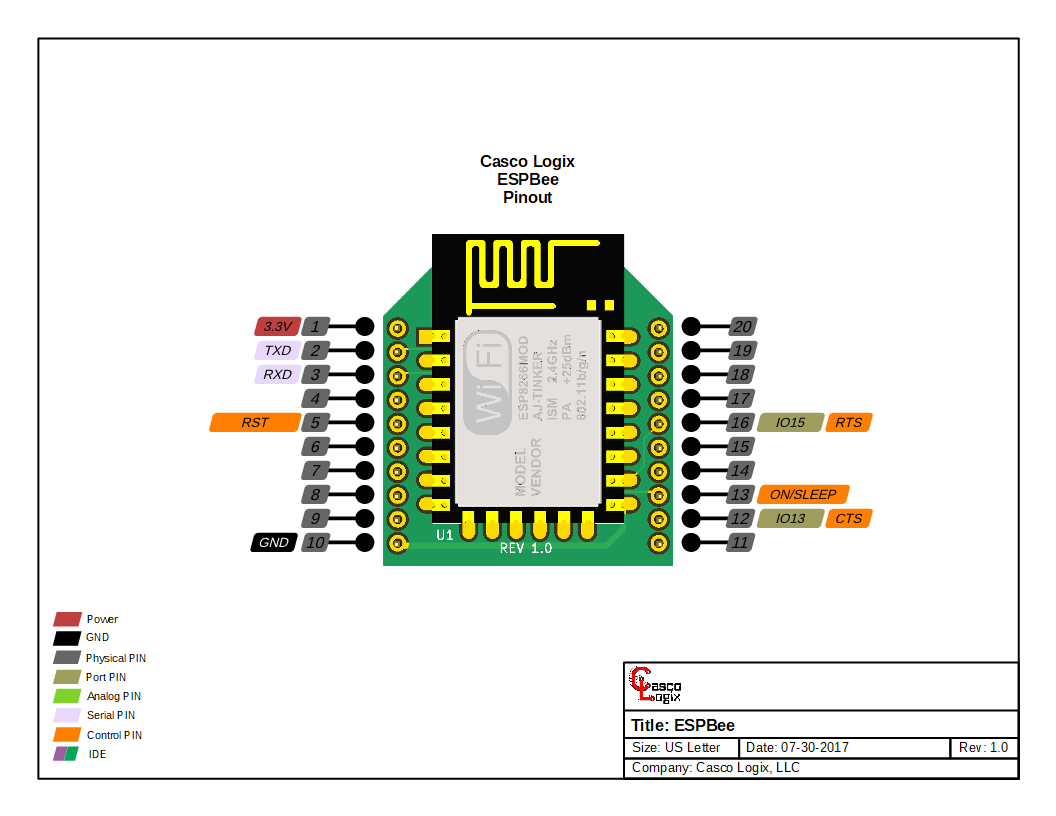 Casco Logix
ESPBee
Pinout
3.3V 1
TXD 2
RXD 3
4
RST 5
6
7
8
9
GND 10
20
19
18
17
16 IO15 RTS
15
14
13 ON/SLEEP
12 IO13 CTS
11
Wi Fi
ESP8266MOD
AJ-TINKER
ISM 2.4GHz
PA +25dBm
802.11b/g/n
MODEL
VENDOR
U1
REV 1.0
Power
GND
Physical PIN
Port PIN
Analog PIN
Serial PIN
Control PIN
IDE
Casco
Logix
Title: ESPBee
Size: US Letter
Date: 07-30-2017
Rev: 1.0
Company: Casco Logix, LLC